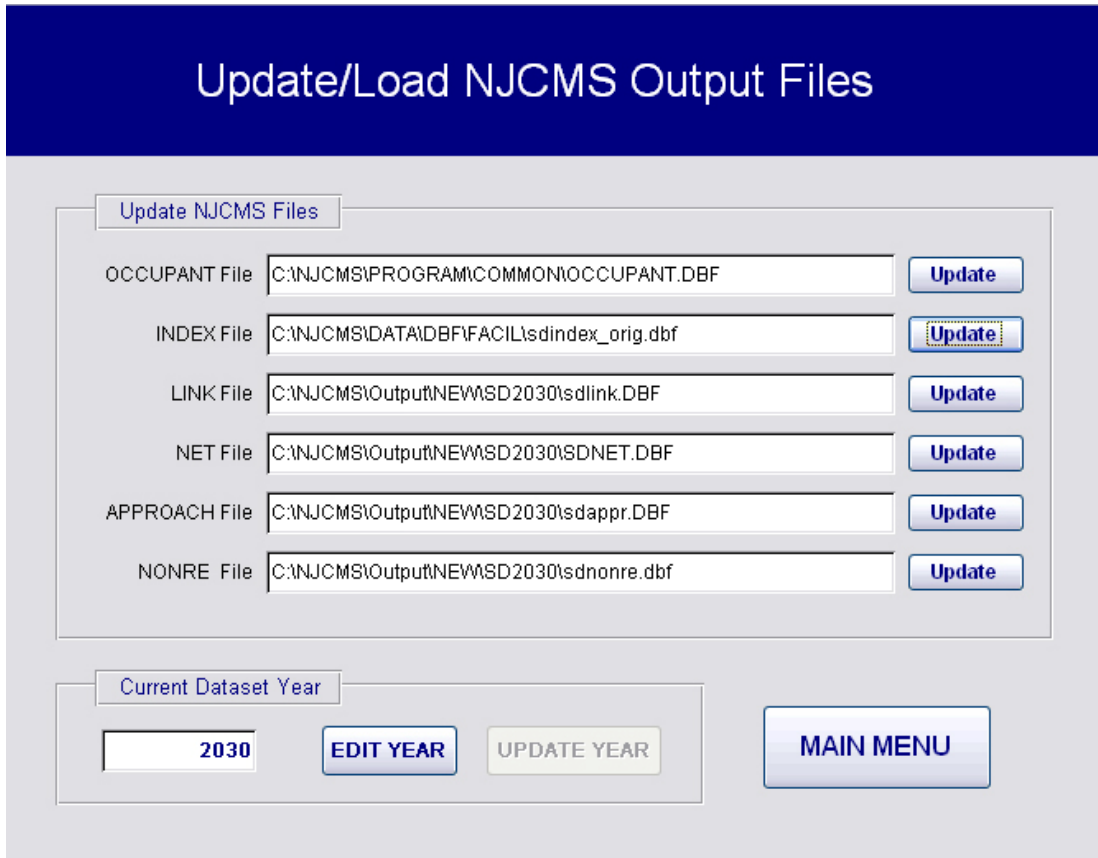 Update/Load NJCMS Output Files
Update NJCMS Files
OCCUPANT File C:\NJCMS\PROGRAM\COMMON\OCCUPANT.DBF Update
INDEX File C:\NJCMS\DATA\DBF\FACIL\sdindex_orig.dbf Update
LINK File C:\NJCMS\Output\NEW\SD2030\sdlink.DBF Update
NET File C:\NJCMS\Output\NEW\SD2030\SDNET.DBF Update
APPROACH File C:\NJCMS\Output\NEW\SD2030\sdappr.DBF Update
NONRE File C:\NJCMS\Output\NEW\SD2030\sdnonre.dbf Update
Current Dataset Year
2030 EDIT YEAR UPDATE YEAR MAIN MENU